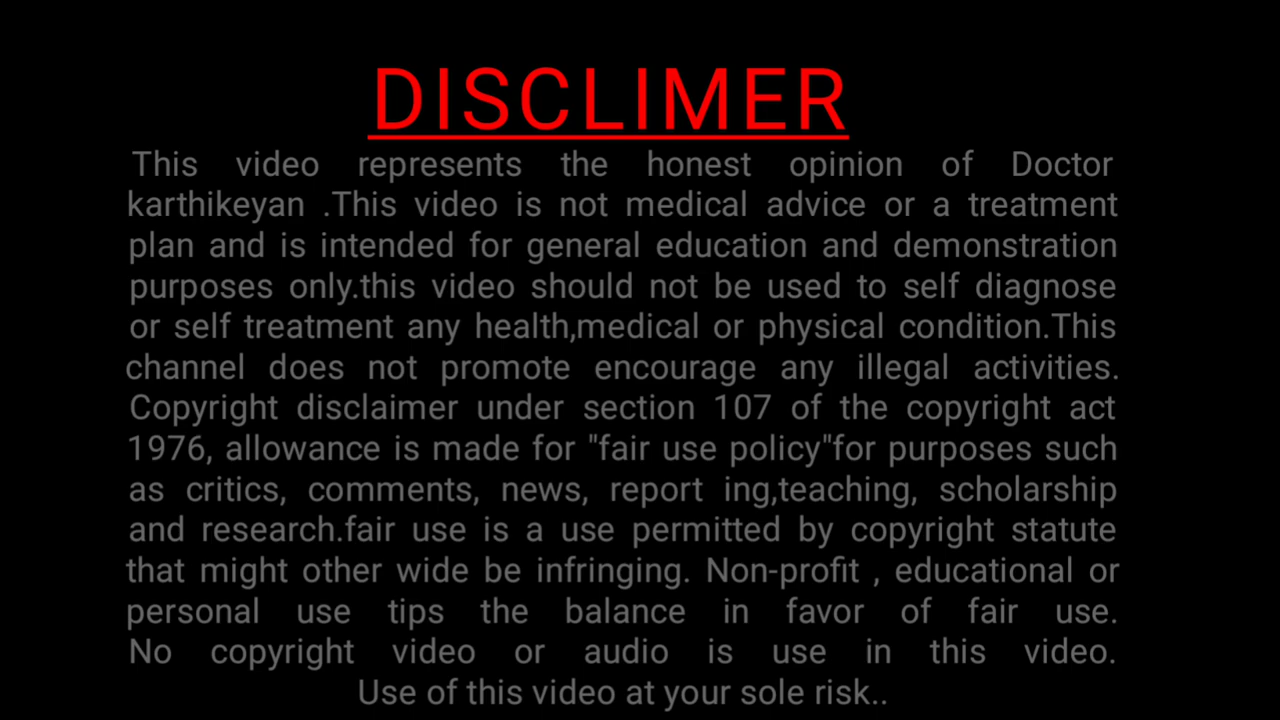 DISCLIMER
This video represents the honest opinion of Doctor
karthikeyan .This video is not medical advice or a treatment
plan and is intended for general education and demonstration
purposes only.this video should not be used to self diagnose
or self treatment any health,medical or physical condition.This
channel does not promote encourage any illegal activities.
Copyright disclaimer under section 107 of the copyright act
1976, allowance is made for "fair use policy"for purposes such
as critics, comments, news, report ing,teaching, scholarship
and research.fair use is a use permitted by copyright statute
that might other wide be infringing. Non-profit , educational or
personal use tips the balance in favor of fair use.
No copyright video or audio is use in this video.
Use of this video at your sole risk..